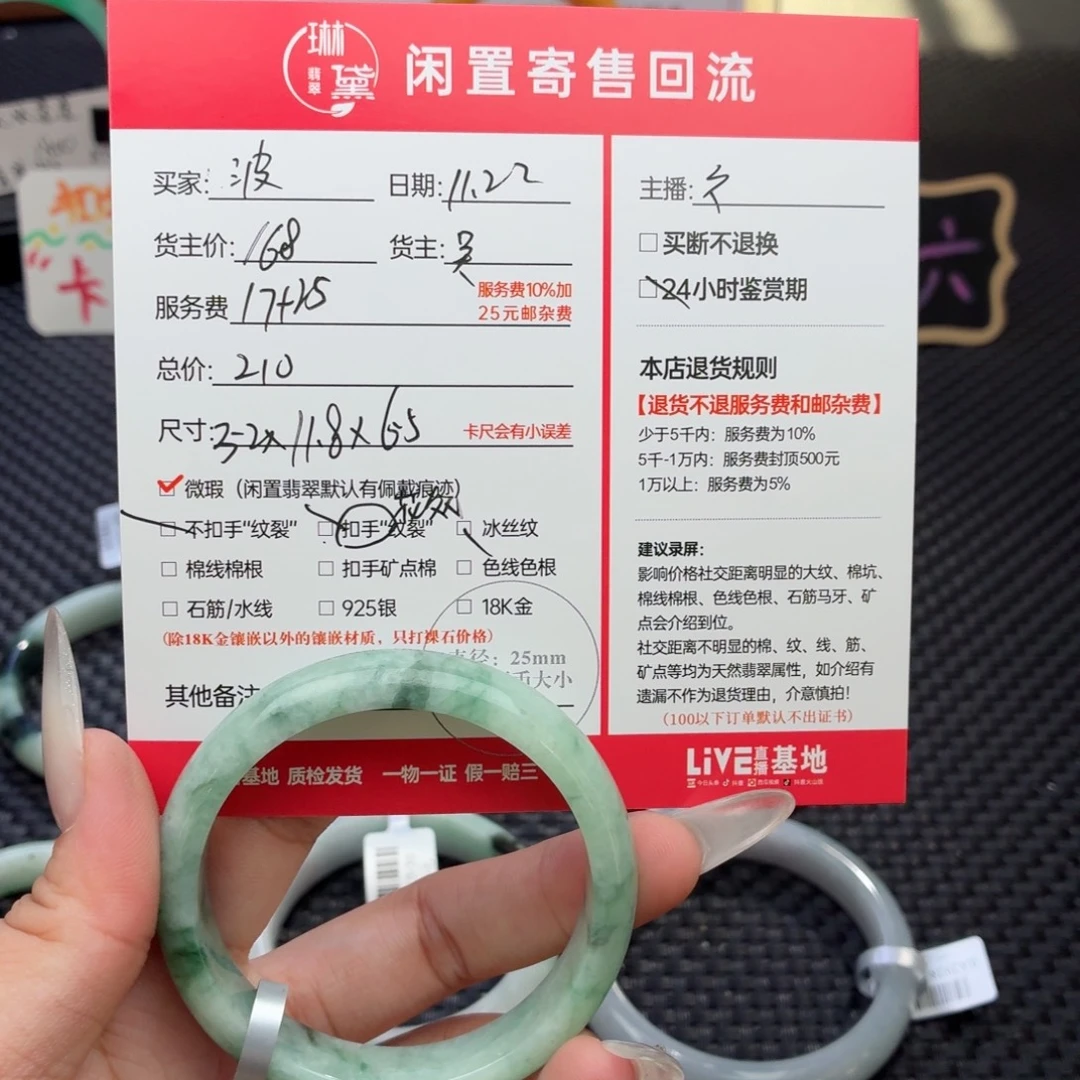 琳黛
翡翠
闲置寄售回流
买家: 波 日期: 11.22
货主价: 168 货主: 吴
服务费 17+25
服务费10%加
25元邮杂费
总价: 210
尺寸: 52x11.8x6.5 卡尺会有小误差
微瑕（闲置翡翠默认有佩戴痕迹）
不扣手“纹裂” 扣手“纹裂” 冰丝纹
棉线棉根 扣手矿点棉 色线色根
石筋/水线 925银 18K金
(除18K金镶嵌以外的镶嵌材质，只打裸石价格)
直径：25mm
大小
其他备注
基地 质检发货 一物一证 假一赔三
主播:
买断不退换
24小时鉴赏期
本店退货规则
【退货不退服务费和邮杂费】
少于5千内：服务费为10%
5千-1万内：服务费封顶500元
1万以上：服务费为5%
建议录屏：
影响价格社交距离明显的大纹、棉坑、
棉线棉根、色线色根、石筋马牙、矿
点会介绍到位。
社交距离不明显的棉、纹、线、筋、
矿点等均为天然翡翠属性，如介绍有
遗漏不作为退货理由，介意慎拍！
（100以下订单默认不出证书）
LiVE直播基地
卡
六